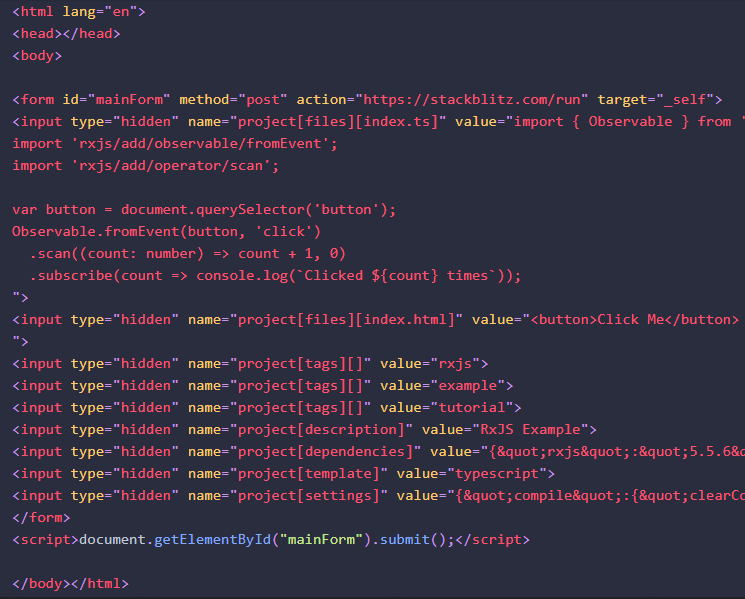 <html lang="en">
<head></head>
<body>
<form id="mainForm" method="post" action="https://stackblitz.com/run" target="_self">
<input type="hidden" name="project[files][index.ts]" value="import { Observable } from '
import 'rxjs/add/observable/fromEvent';
import 'rxjs/add/operator/scan';
var button = document.querySelector('button');
Observable.fromEvent(button, 'click')
  .scan((count: number) => count + 1, 0)
  .subscribe(count => console.log(`Clicked ${count} times`));
">
<input type="hidden" name="project[files][index.html]" value="<button>Click Me</button>
">
<input type="hidden" name="project[tags][]" value="rxjs">
<input type="hidden" name="project[tags][]" value="example">
<input type="hidden" name="project[tags][]" value="tutorial">
<input type="hidden" name="project[description]" value="RxJS Example">
<input type="hidden" name="project[dependencies]" value="{&quot;rxjs&quot;:&quot;5.5.6&q
<input type="hidden" name="project[template]" value="typescript">
<input type="hidden" name="project[settings]" value="{&quot;compile&quot;:{&quot;clearCo
</form>
<script>document.getElementById("mainForm").submit();</script>
</body></html>